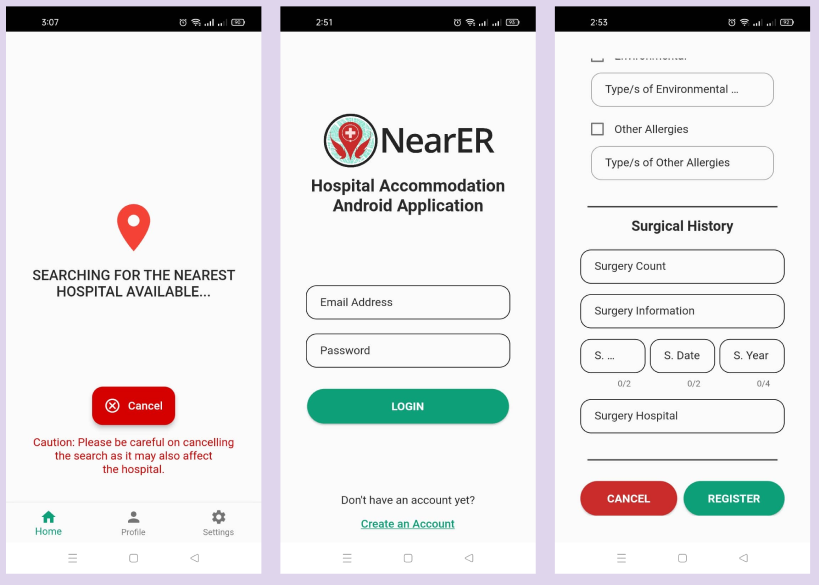 3:07
90
SEARCHING FOR THE NEAREST
HOSPITAL AVAILABLE...
Cancel
Caution: Please be careful on cancelling
the search as it may also affect
the hospital.
Home
Profile
Settings
2:51
93
NearER
Hospital Accommodation
Android Application
Email Address
Password
LOGIN
Don't have an account yet?
Create an Account
2:53
92
Type/s of Environmental ...
Other Allergies
Type/s of Other Allergies
Surgical History
Surgery Count
Surgery Information
S. ...
S. Date
S. Year
0/2
0/2
0/4
Surgery Hospital
CANCEL
REGISTER